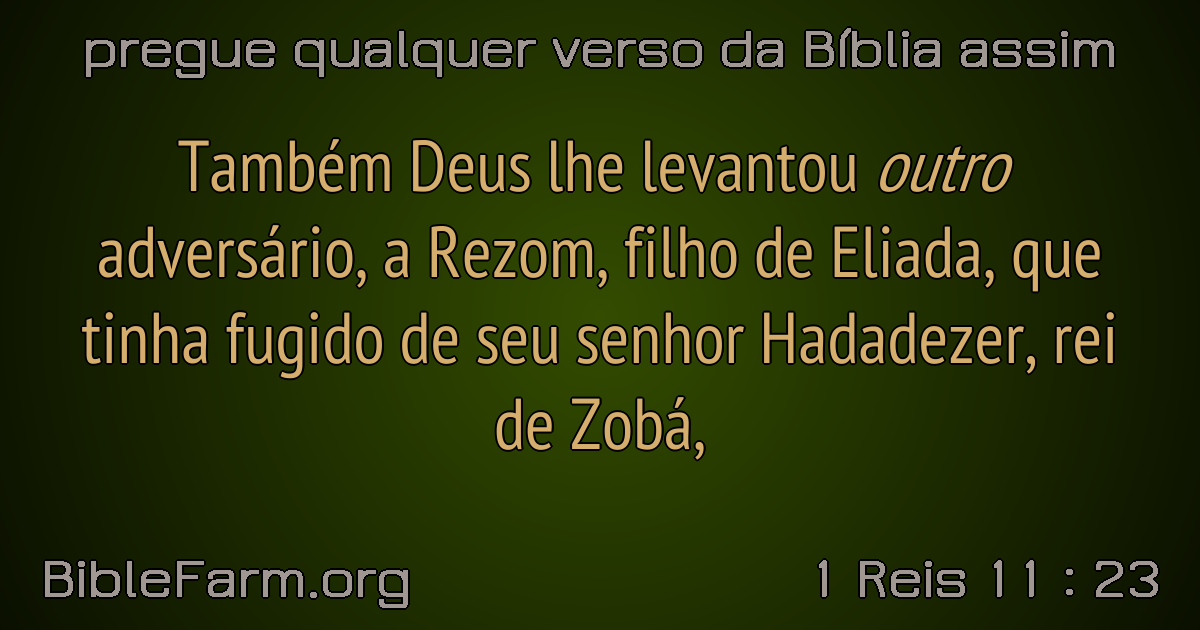 pregue qualquer verso da Bíblia assim
Também Deus lhe levantou outro
adversário, a Rezom, filho de Eliada, que
tinha fugido de seu senhor Hadadezer, rei
de Zobá,
BibleFarm.org
1 Reis 11 : 23